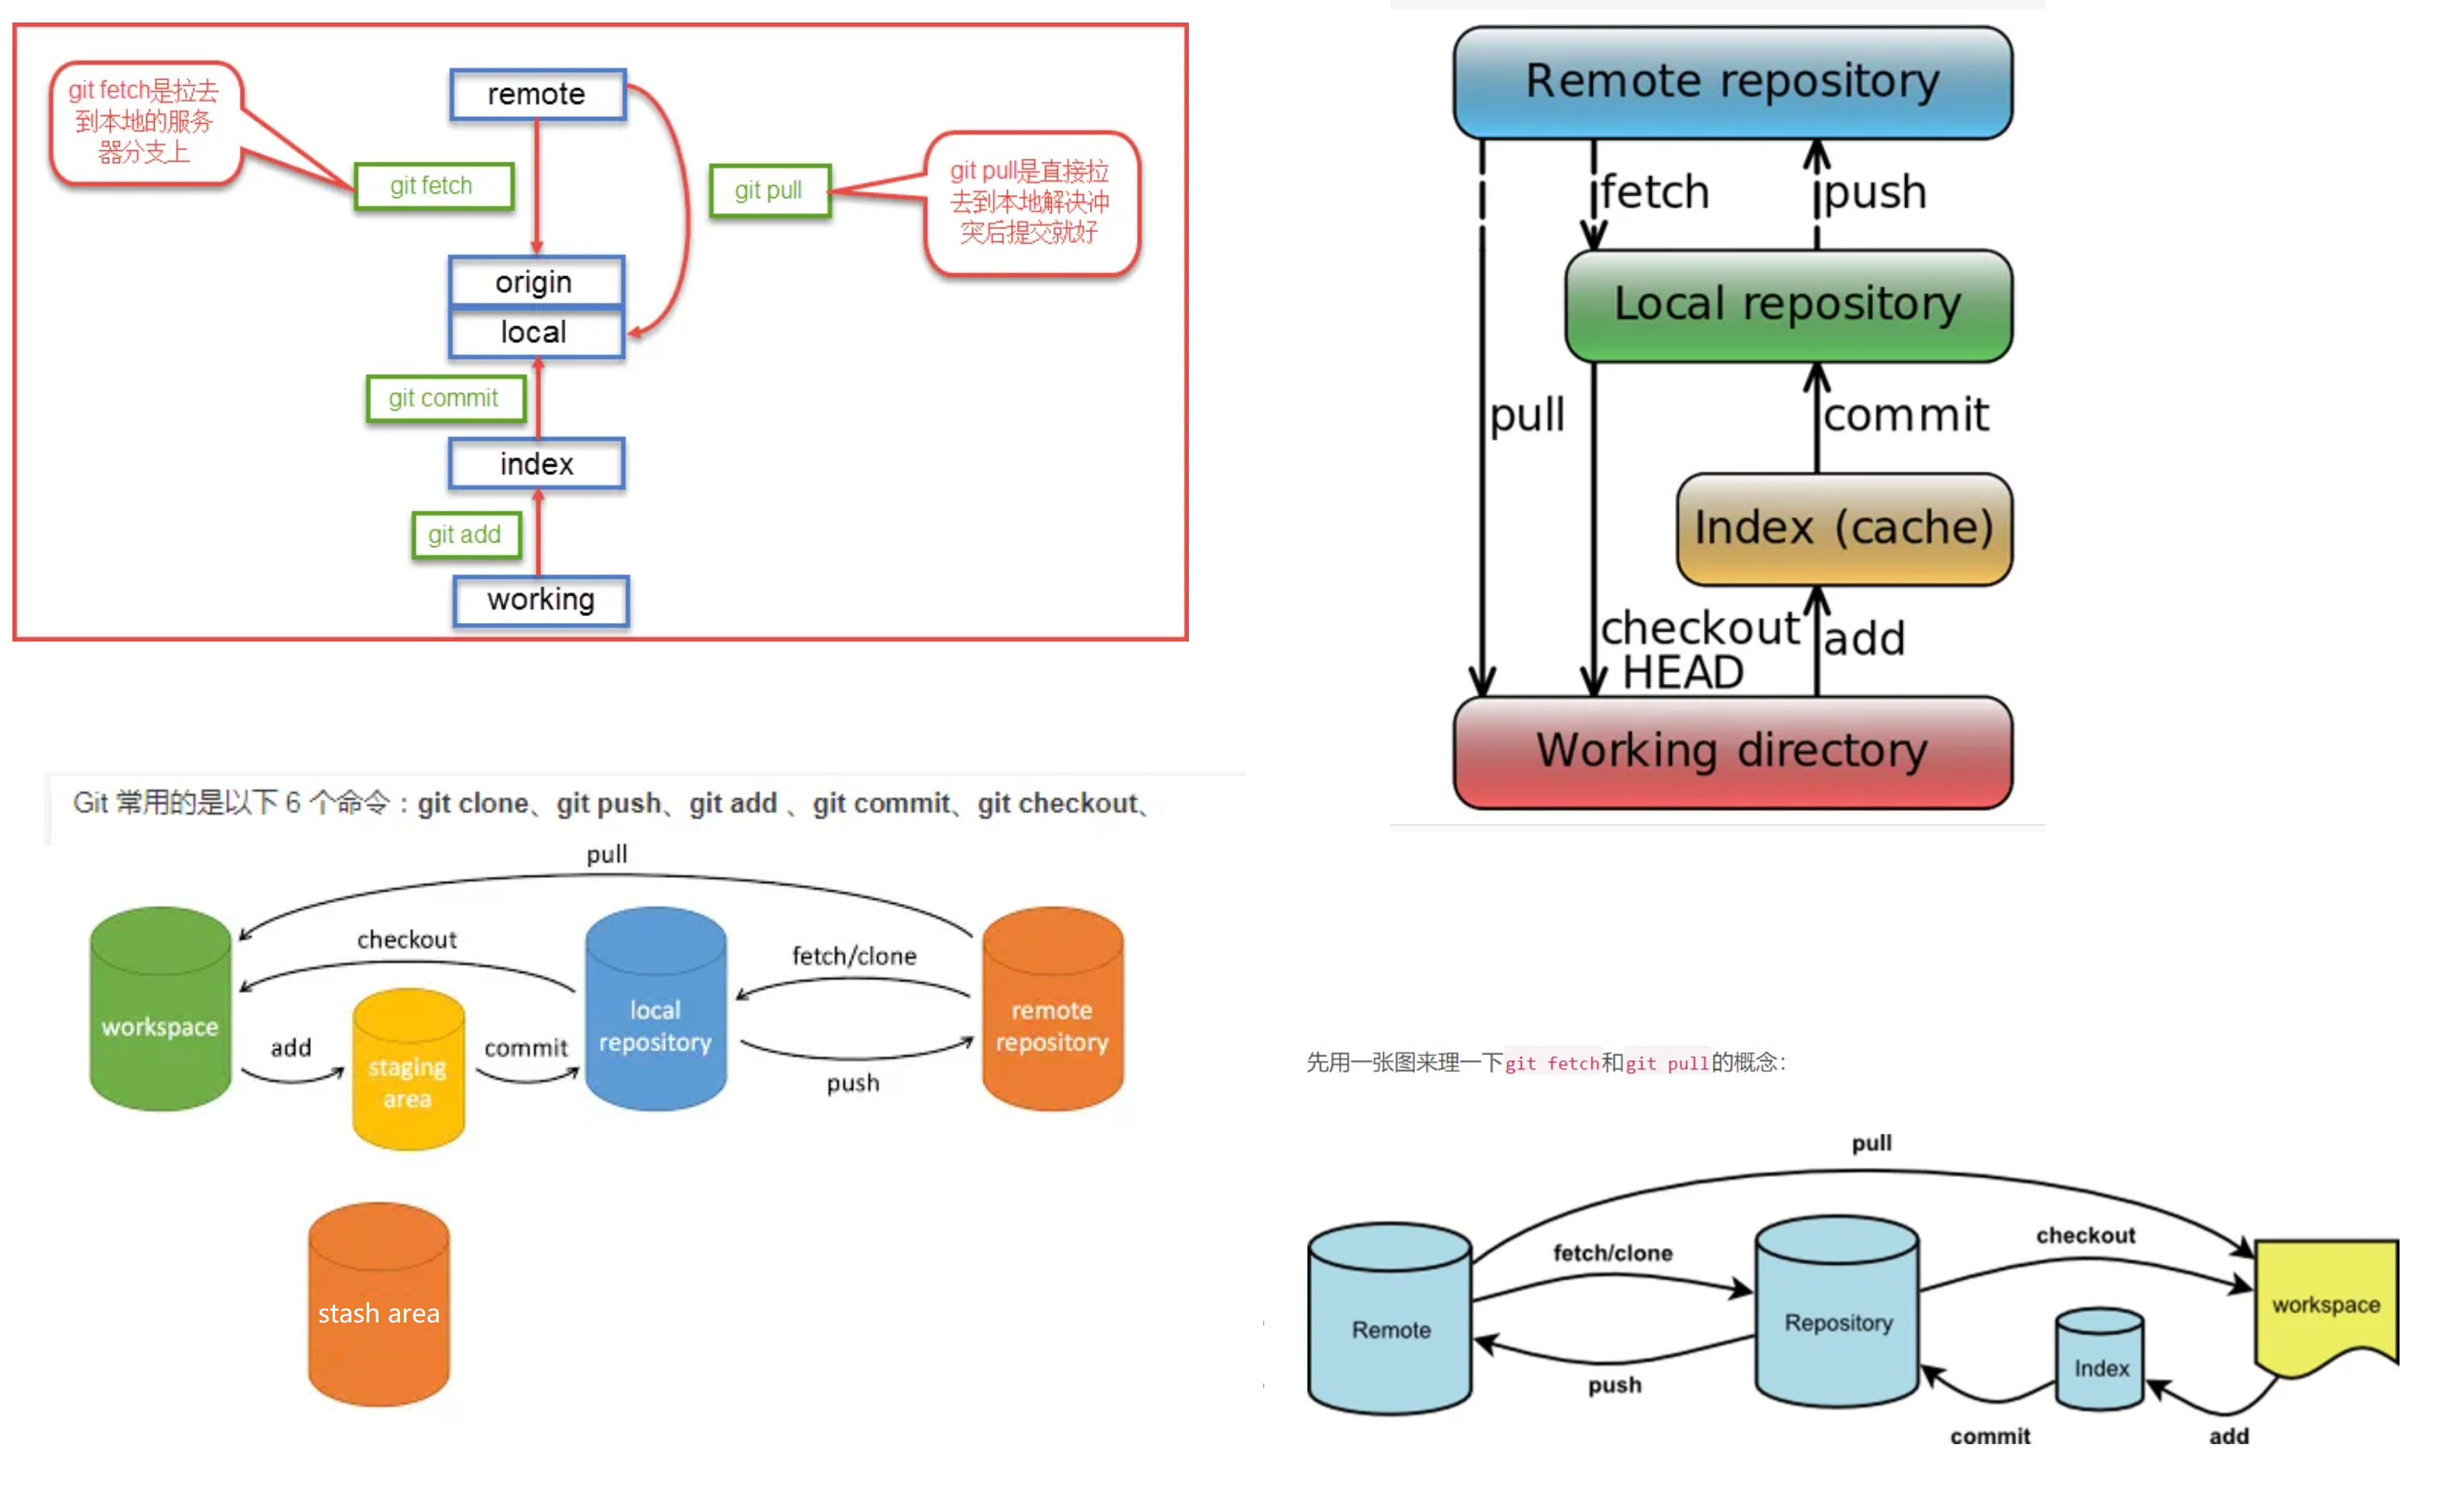 git fetch是拉去
到本地的服务
器分支上
remote
git fetch
git pull
git pull是直接拉
去到本地解决冲
突后提交就好
origin
local
git commit
index
git add
working
Remote repository
fetch
push
Local repository
pull
commit
Index (cache)
checkout
HEAD
add
Working directory
Git 常用的是以下 6 个命令：git clone、git push、git add 、git commit、git checkout、
pull
checkout
fetch/clone
workspace
add
staging
area
commit
local
repository
push
remote
repository
stash area
先用一张图来理一下git fetch和git pull的概念：
pull
fetch/clone
checkout
Remote
Repository
workspace
Index
push
commit
add